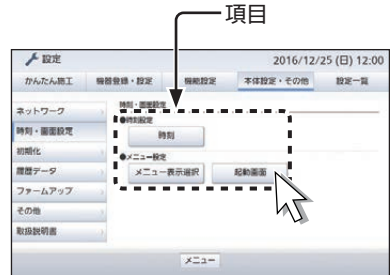 項目
設定
2016/12/25 (日) 12:00
かんたん施工 機器登録・設定 機能設定 本体設定・その他 設定一覧
ネットワーク
時刻・画面設定
初期化
履歴データ
ファームアップ
その他
取扱説明書
時刻・画面設定
●時刻設定
時刻
●メニュー設定
メニュー表示選択 起動画面
メニュー